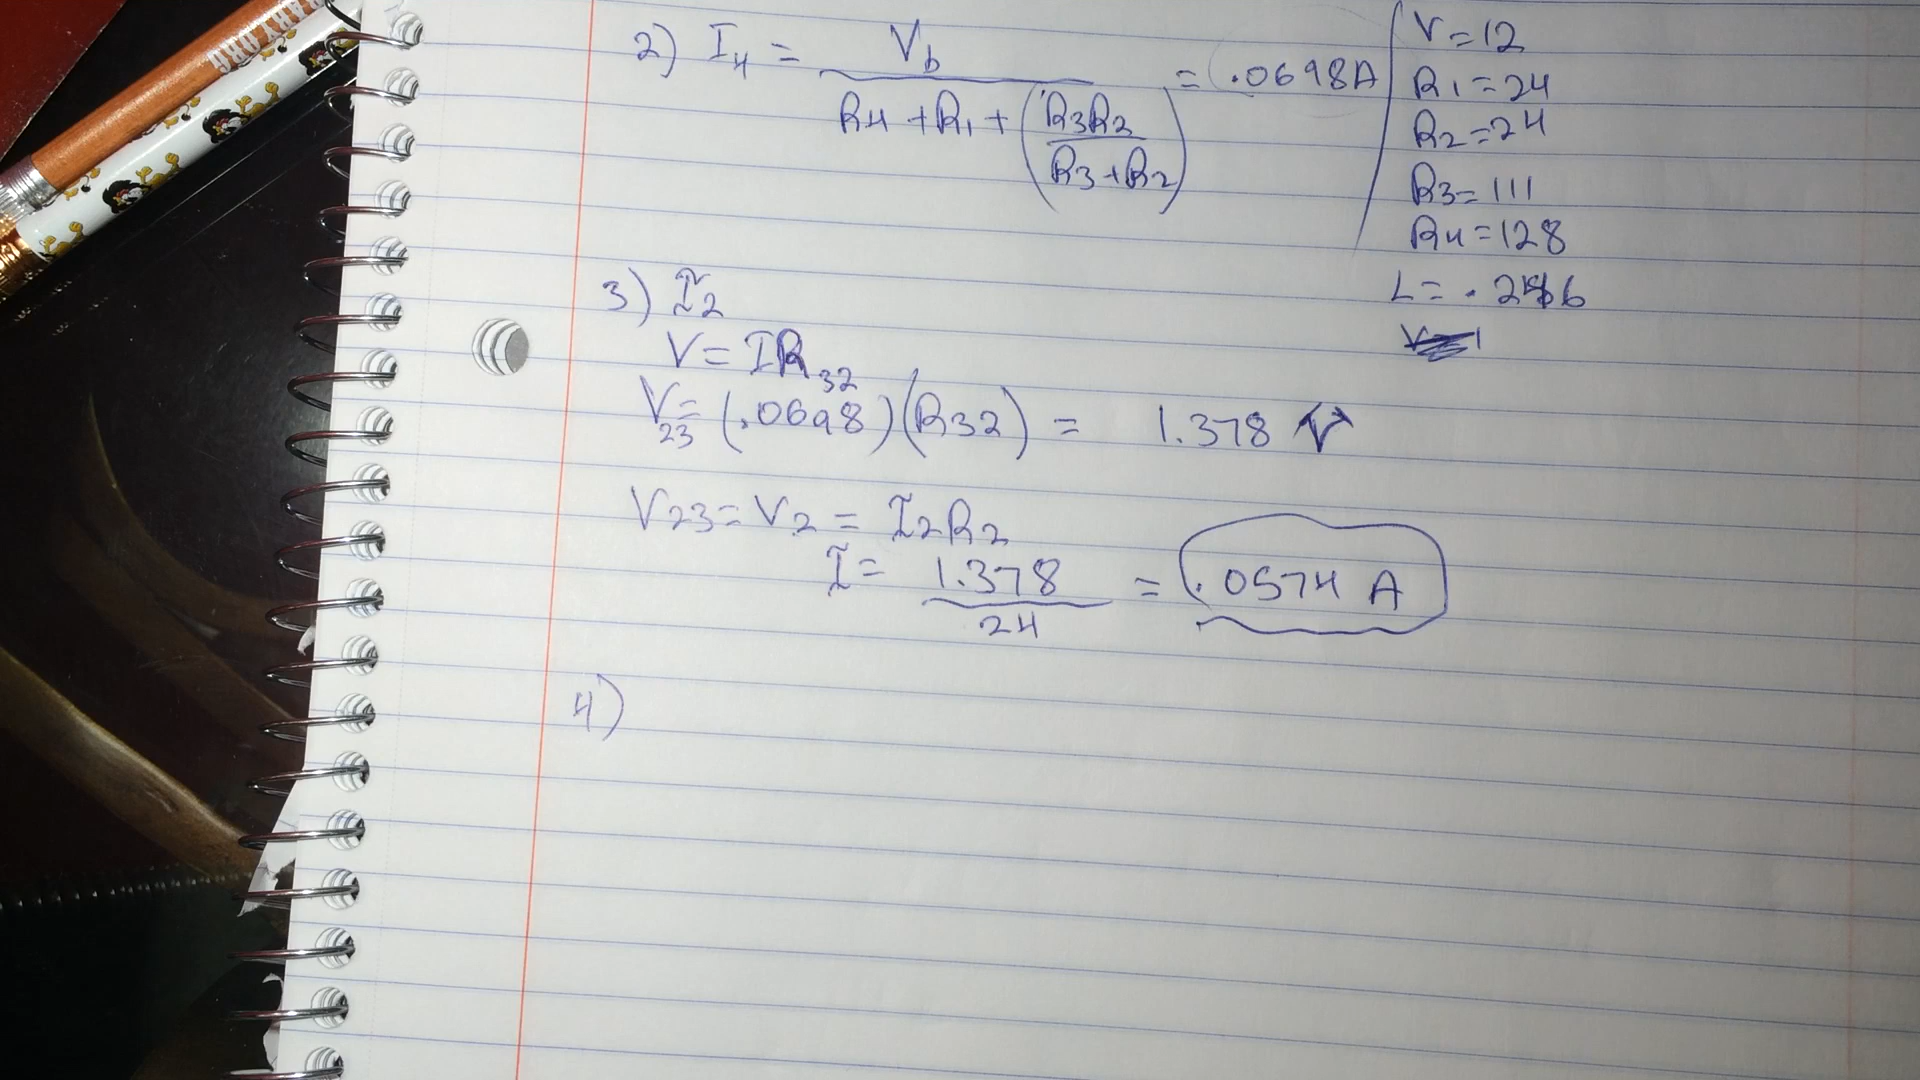 2) I4 = Vb / (R4 + R1 + (R3R2 / R3+R2)) = .0698A
V=12
R1=24
R2=24
R3=111
R4=128
L=
3) I2
V= IR32
V23= (.0698)(R32) = 1.378 V
V23= V2 = I2R2
I= 1.378 / 24 = .0574 A
4)